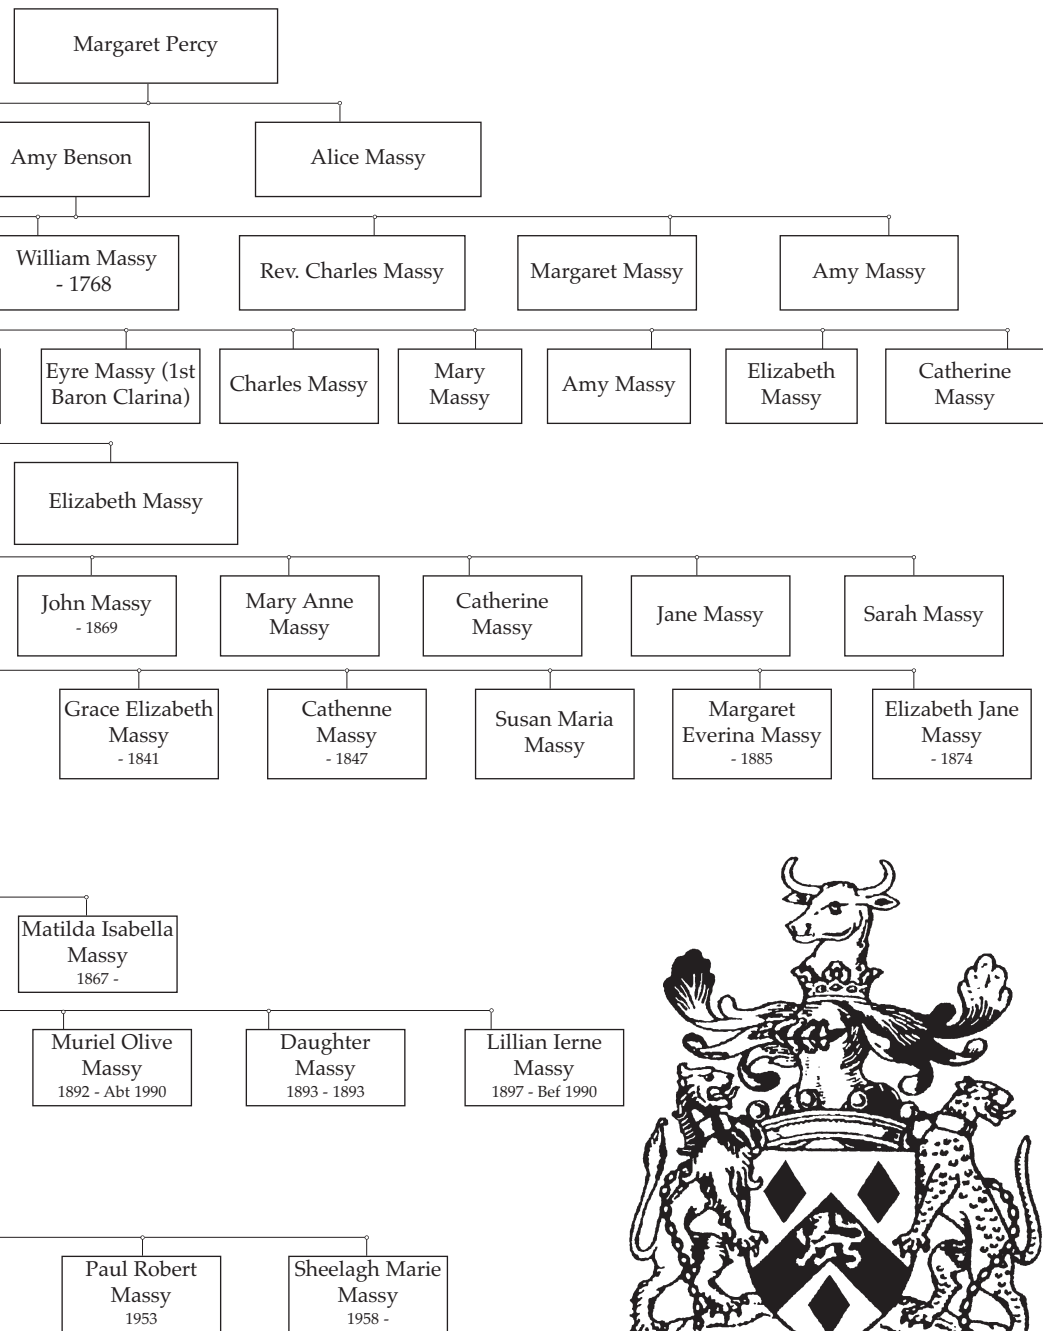 Margaret Percy
Amy Benson
Alice Massy
William Massy
- 1768
Rev. Charles Massy
Margaret Massy
Amy Massy
Eyre Massy (1st
Baron Clarina)
Charles Massy
Mary
Massy
Amy Massy
Elizabeth
Massy
Catherine
Massy
Elizabeth Massy
John Massy
- 1869
Mary Anne
Massy
Catherine
Massy
Jane Massy
Sarah Massy
Grace Elizabeth
Massy
- 1841
Cathenne
Massy
- 1847
Susan Maria
Massy
Margaret
Everina Massy
- 1885
Elizabeth Jane
Massy
- 1874
Matilda Isabella
Massy
1867 -
Muriel Olive
Massy
1892 - Abt 1990
Daughter
Massy
1893 - 1893
Lillian Ierne
Massy
1897 - Bef 1990
Paul Robert
Massy
1953
Sheelagh Marie
Massy
1958 -